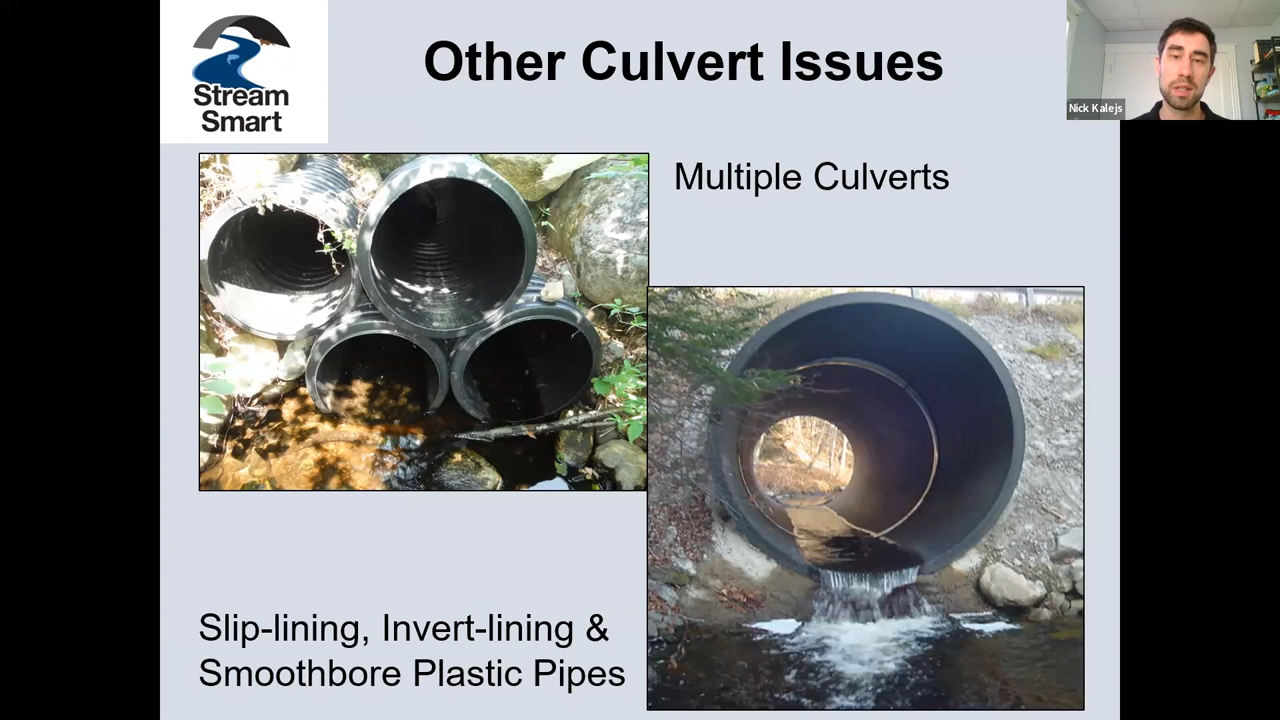 Stream
Smart
Other Culvert Issues
Nick Kalejs
Multiple Culverts
Slip-lining, Invert-lining &
Smoothbore Plastic Pipes